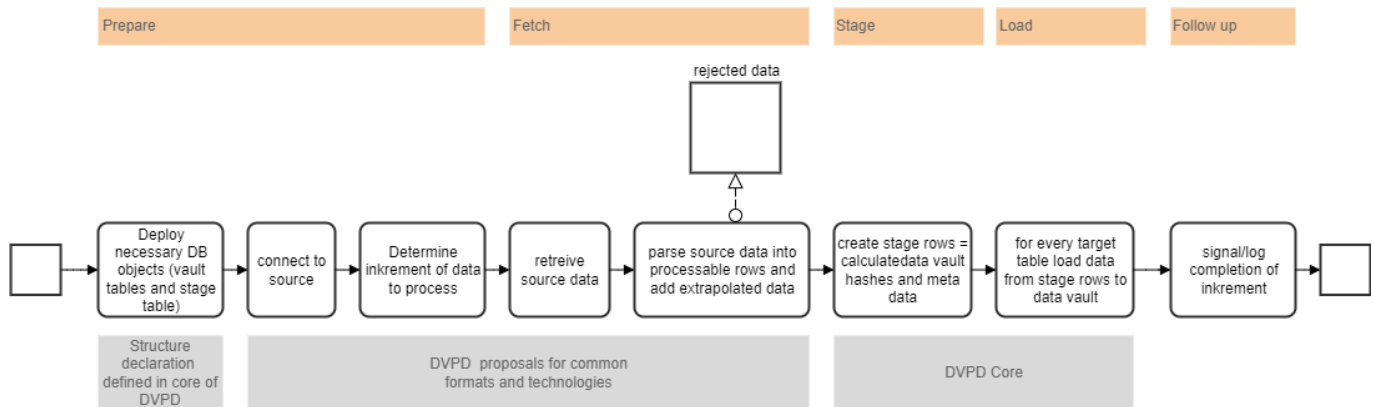 Prepare
Fetch
Stage
Load
Follow up
rejected data
Deploy
necessary DB
objects (vault
tables and stage
table)
connect to
source
Determine
inkrement of data
to process
retreive
source data
parse source data into
processable rows and
add extrapolated data
create stage rows =
calculatedata vault
hashes and meta
data
for every target
table load data
from stage rows to
data vault
signal/log
completion of
inkrement
Structure
declaration
defined in core of
DVPD
DVPD proposals for common
formats and technologies
DVPD Core